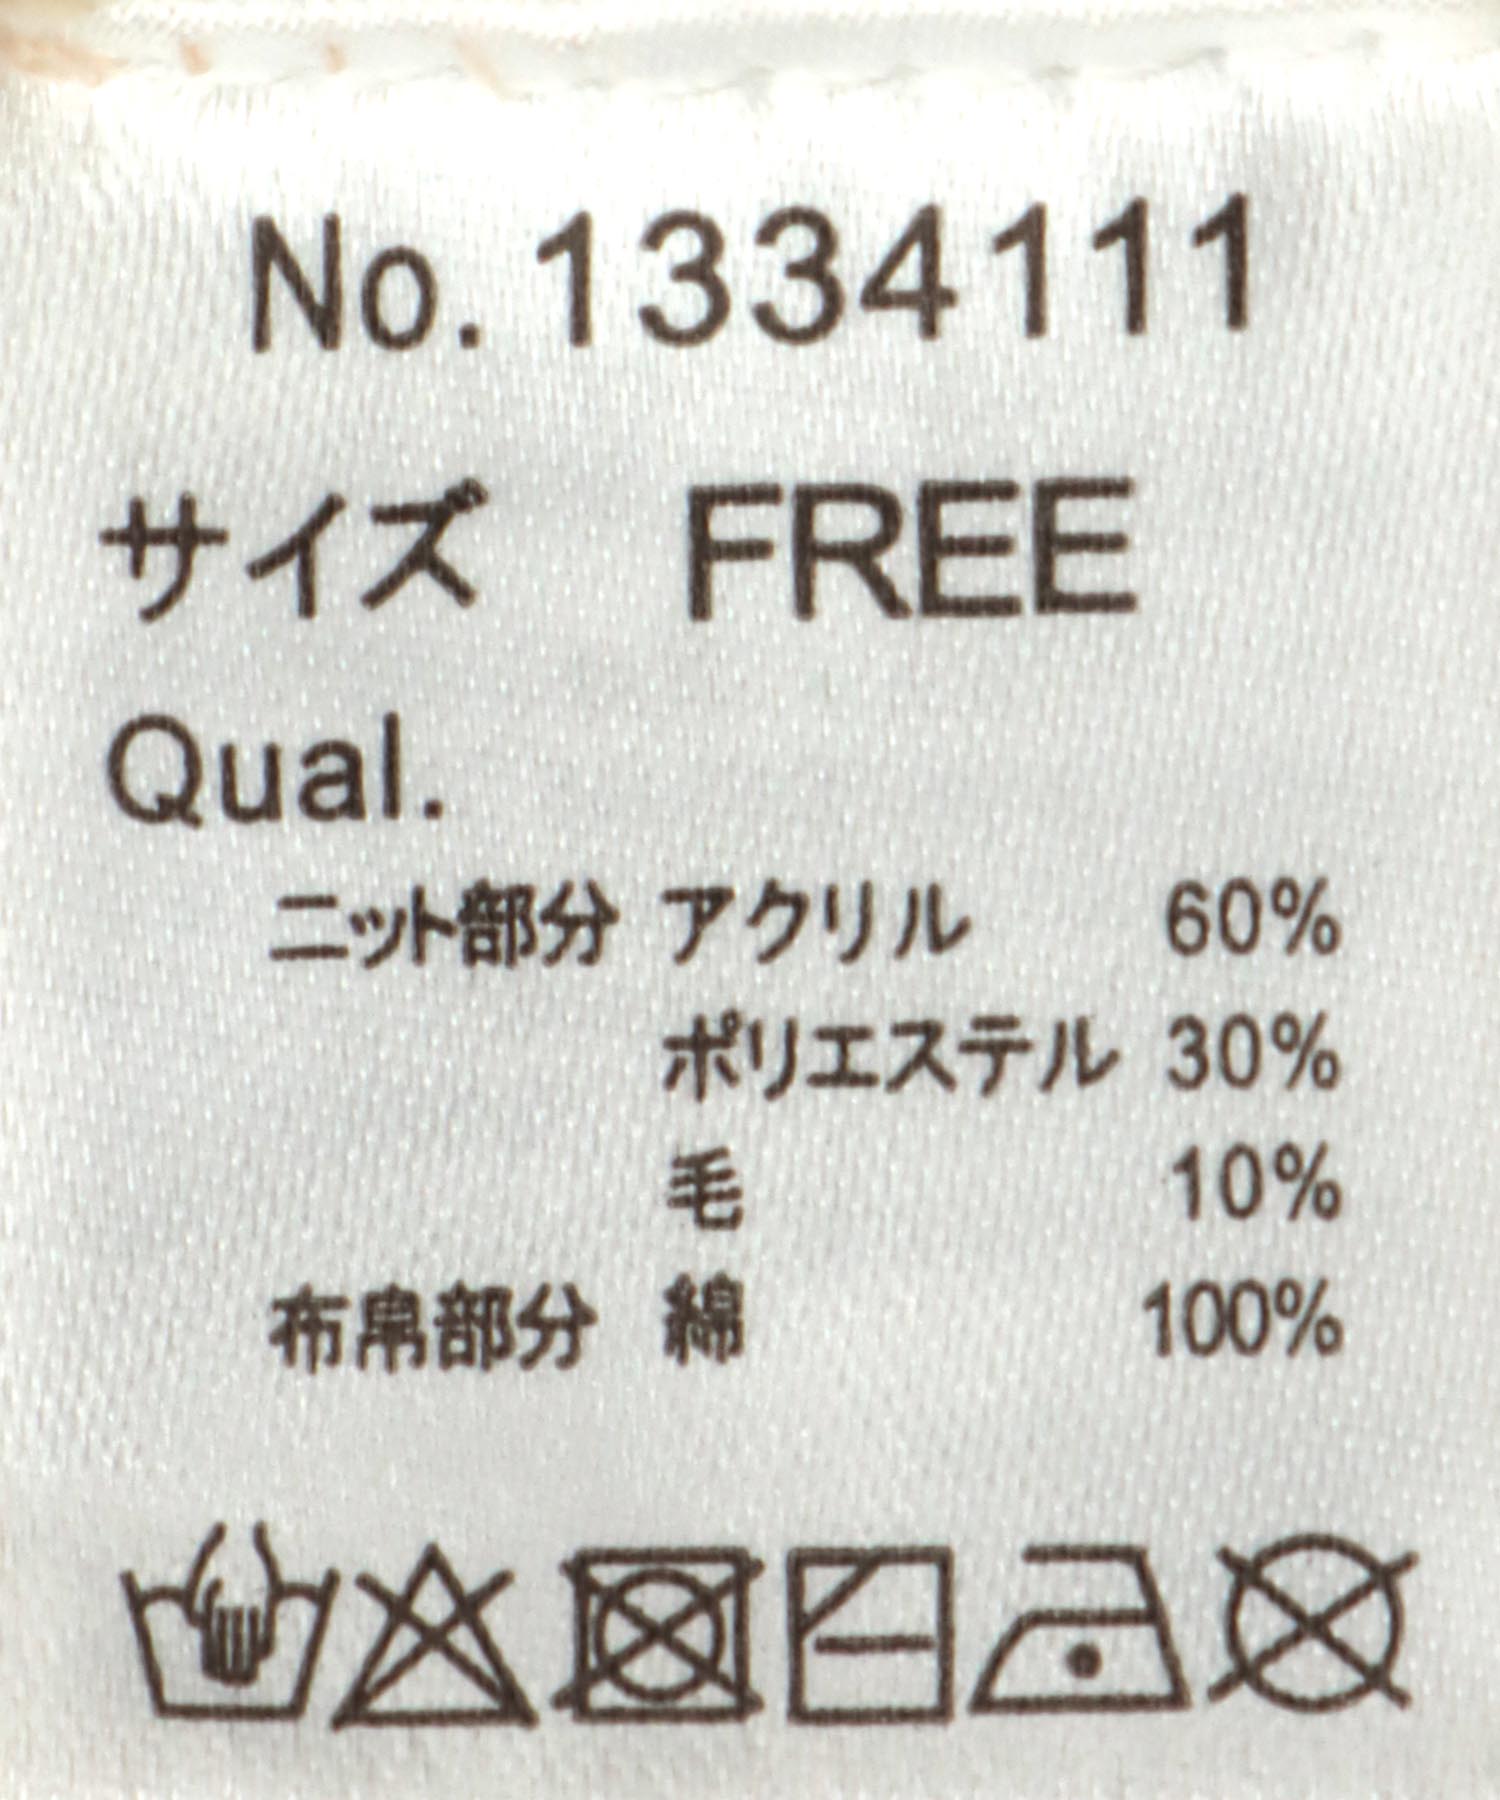 No. 1334111
サイズ FREE
Qual.
ニット部分 アクリル 60%
ポリエステル 30%
毛 10%
布帛部分 綿 100%